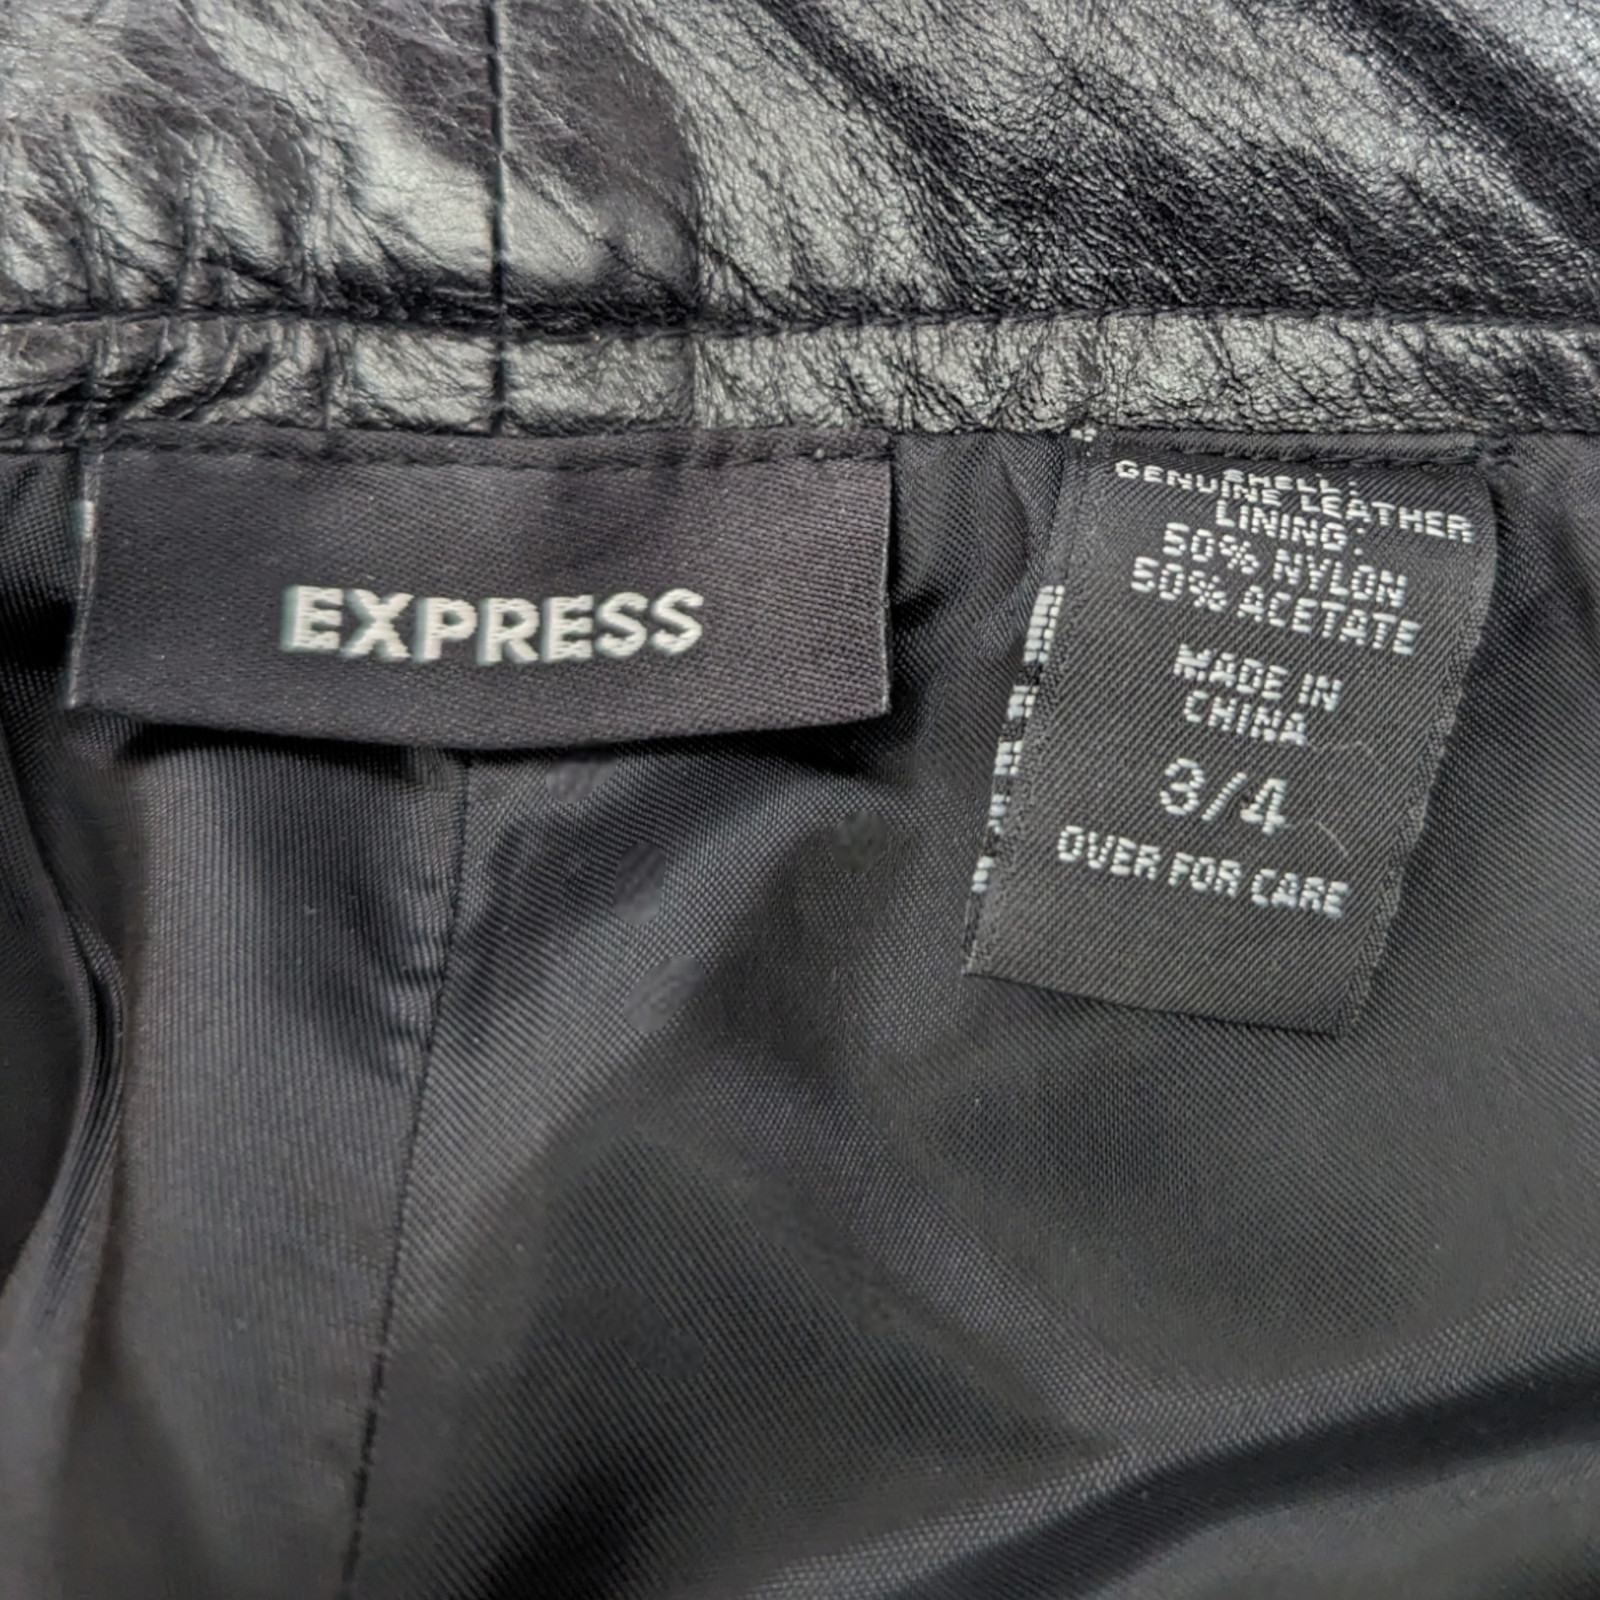 EXPRESS
SHELL:
GENUINE LEATHER
LINING:
50% NYLON
50% ACETATE
MADE IN
CHINA
3/4
OVER FOR CARE